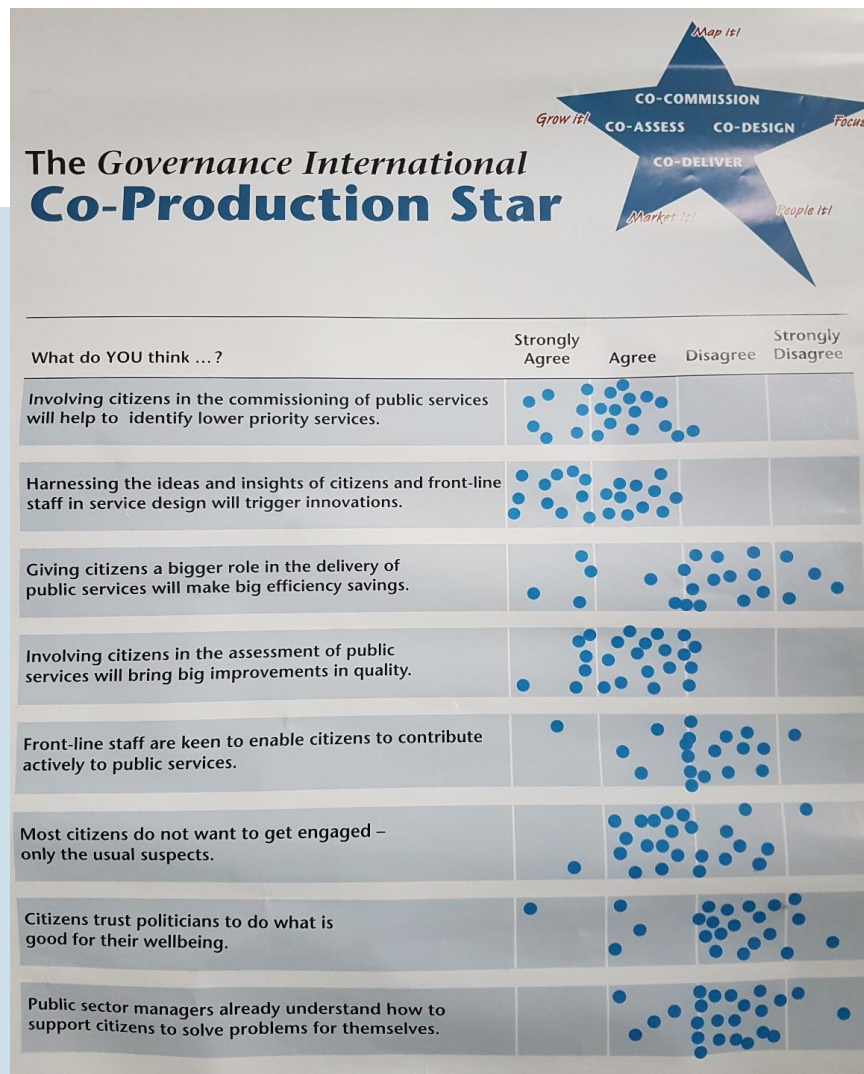 Map it!
CO-COMMISSION
Grow it!
CO-ASSESS CO-DESIGN
Focus
CO-DELIVER
Market it!
People it!
The Governance International
Co-Production Star
What do YOU think ...?
Strongly Agree
Agree
Disagree
Strongly Disagree
Involving citizens in the commissioning of public services
will help to identify lower priority services.
Harnessing the ideas and insights of citizens and front-line
staff in service design will trigger innovations.
Giving citizens a bigger role in the delivery of
public services will make big efficiency savings.
Involving citizens in the assessment of public
services will bring big improvements in quality.
Front-line staff are keen to enable citizens to contribute
actively to public services.
Most citizens do not want to get engaged –
only the usual suspects.
Citizens trust politicians to do what is
good for their wellbeing.
Public sector managers already understand how to
support citizens to solve problems for themselves.